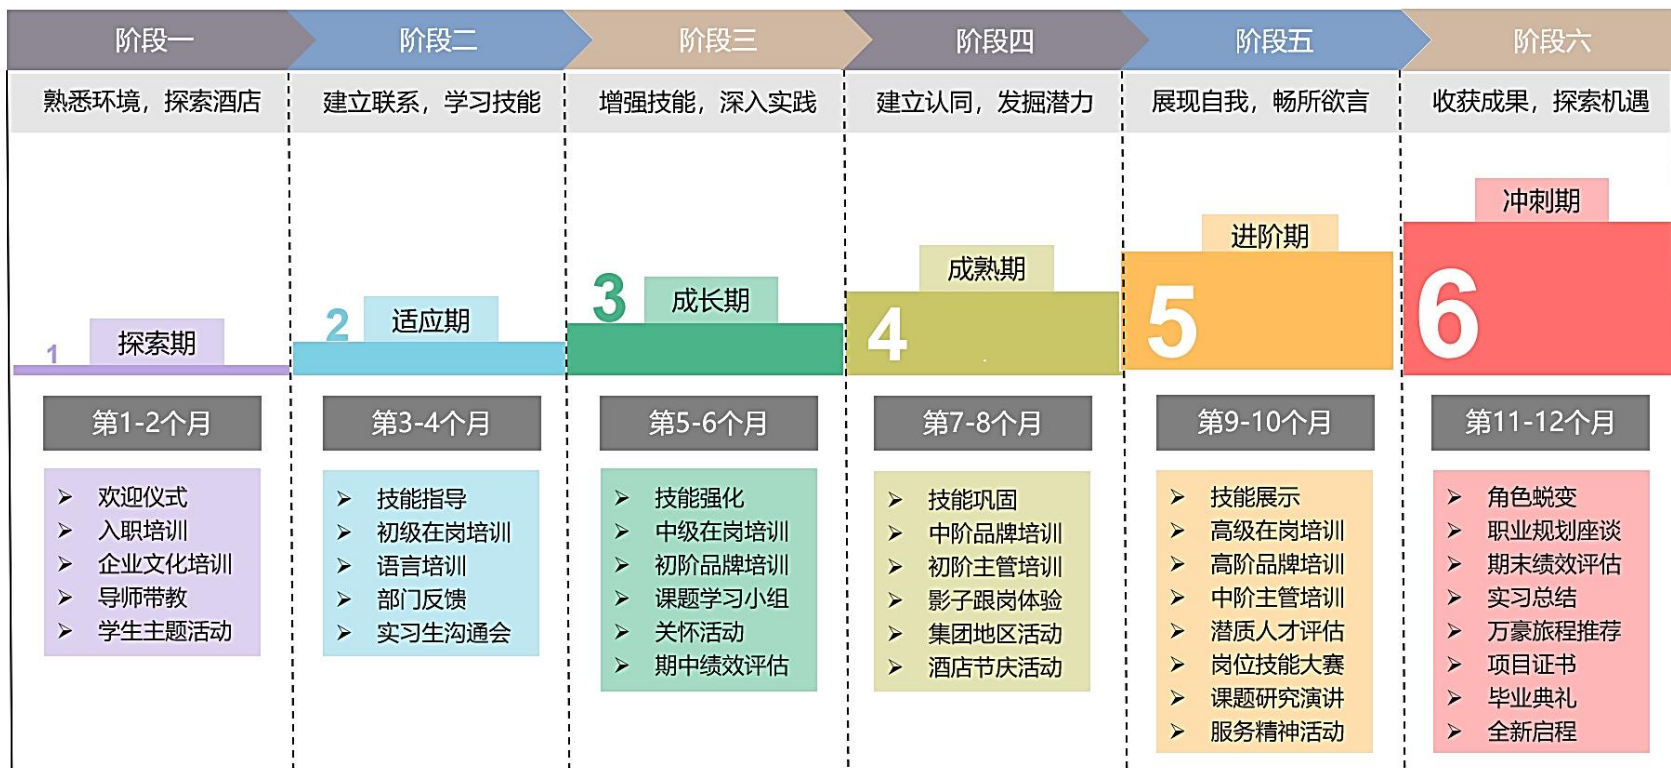 阶段一
阶段二
阶段三
阶段四
阶段五
阶段六
熟悉环境，探索酒店
建立联系，学习技能
增强技能，深入实践
建立认同，发掘潜力
展现自我，畅所欲言
收获成果，探索机遇
1
探索期
2
适应期
3
成长期
4
成熟期
5
进阶期
6
冲刺期
第1-2个月
第3-4个月
第5-6个月
第7-8个月
第9-10个月
第11-12个月
欢迎仪式
入职培训
企业文化培训
导师带教
学生主题活动
技能指导
初级在岗培训
语言培训
部门反馈
实习生沟通会
技能强化
中级在岗培训
初阶品牌培训
课题学习小组
关怀活动
期中绩效评估
技能巩固
中阶品牌培训
初阶主管培训
影子跟岗体验
集团地区活动
酒店节庆活动
技能展示
高级在岗培训
高阶品牌培训
中阶主管培训
潜质人才评估
岗位技能大赛
课题研究演讲
服务精神活动
角色蜕变
职业规划座谈
期末绩效评估
实习总结
万豪旅程推荐
项目证书
毕业典礼
全新启程